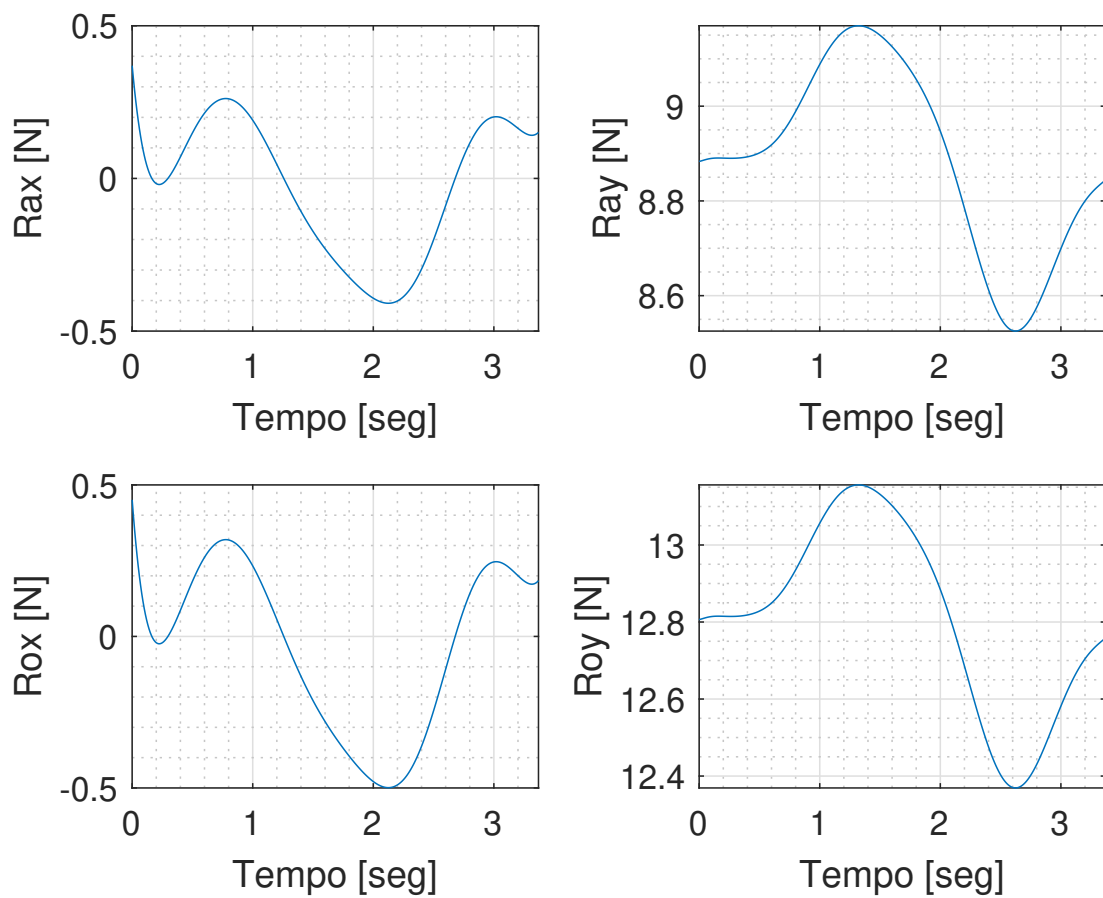 0.5
0
-0.5
Rax [N]
0 1 2 3
Tempo [seg]
9
8.8
8.6
Ray [N]
0 1 2 3
Tempo [seg]
0.5
0
-0.5
Rox [N]
0 1 2 3
Tempo [seg]
13
12.8
12.6
12.4
Roy [N]
0 1 2 3
Tempo [seg]